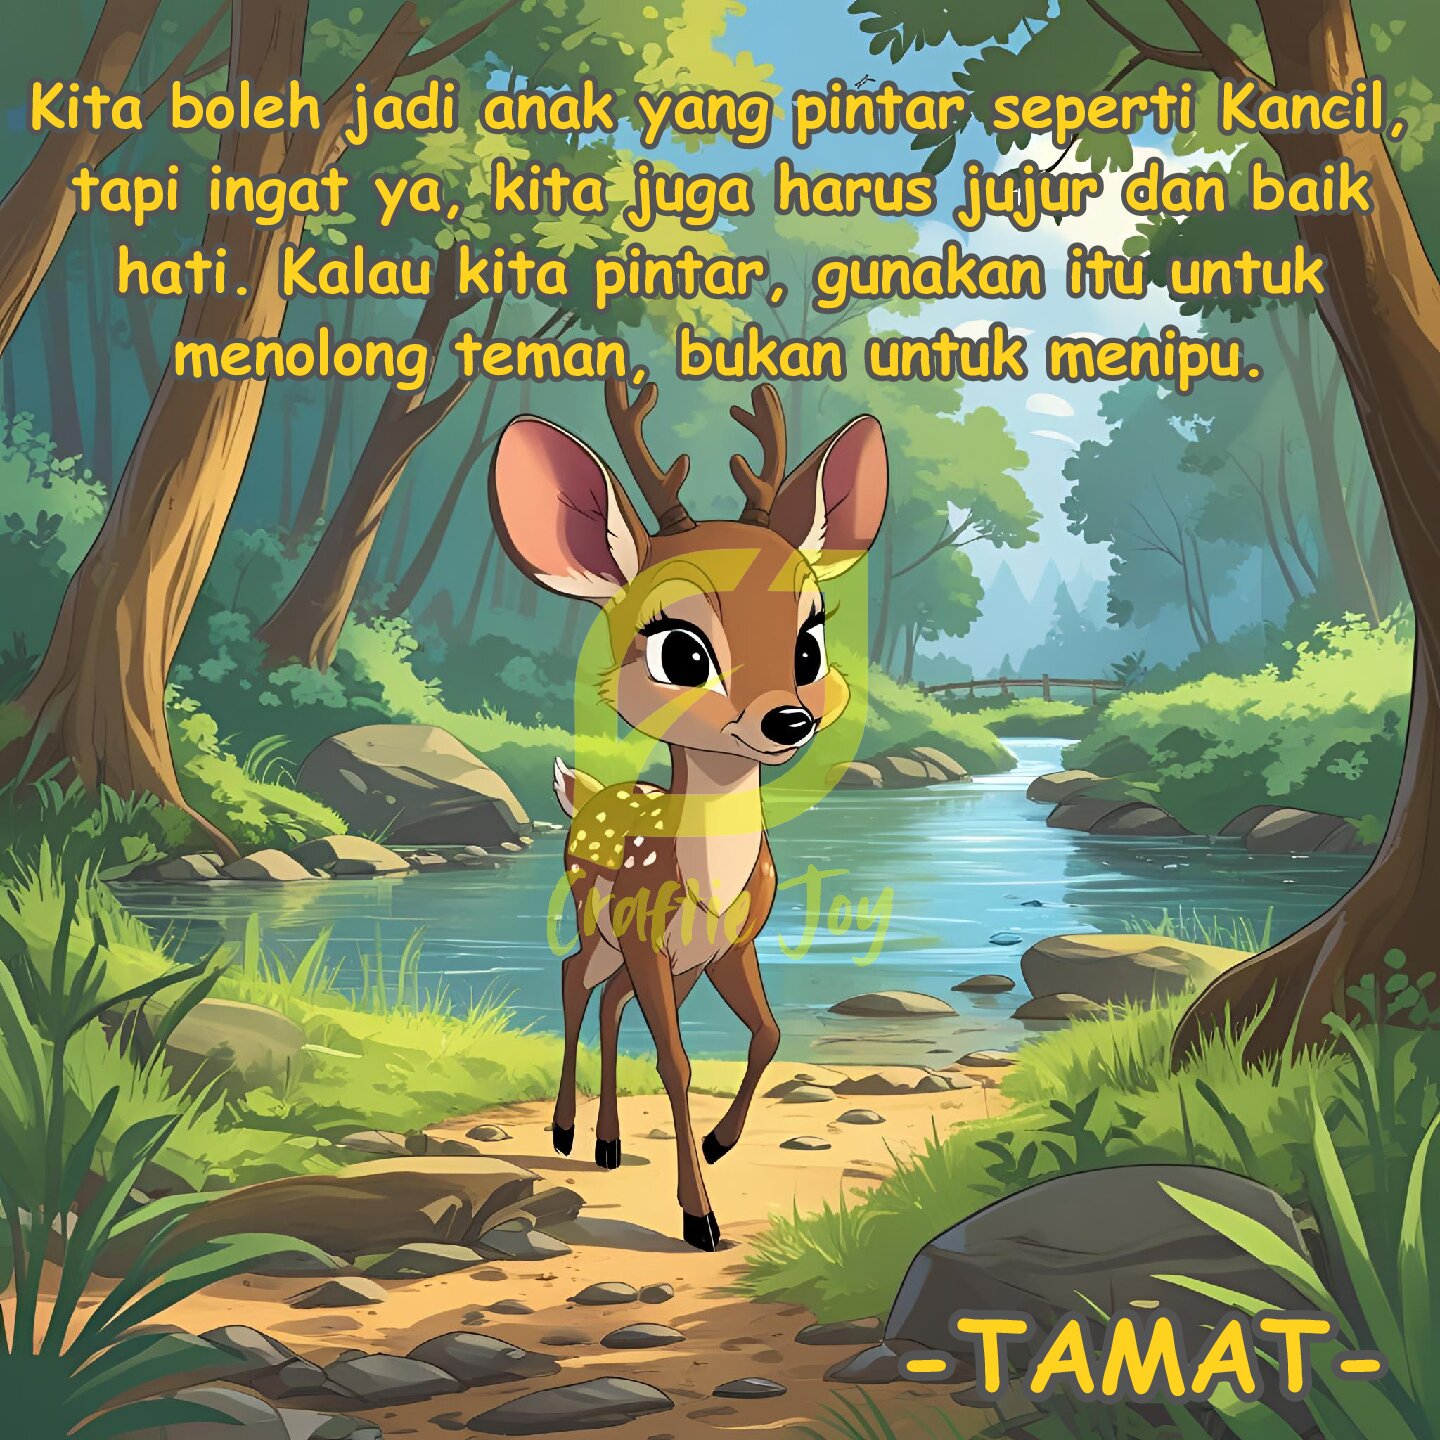 Kita boleh jadi anak yang pintar seperti Kancil,
tapi ingat ya, kita juga harus jujur dan baik
hati. Kalau kita pintar, gunakan itu untuk
menolong teman, bukan untuk menipu.
Craftie Joy
-TAMAT-